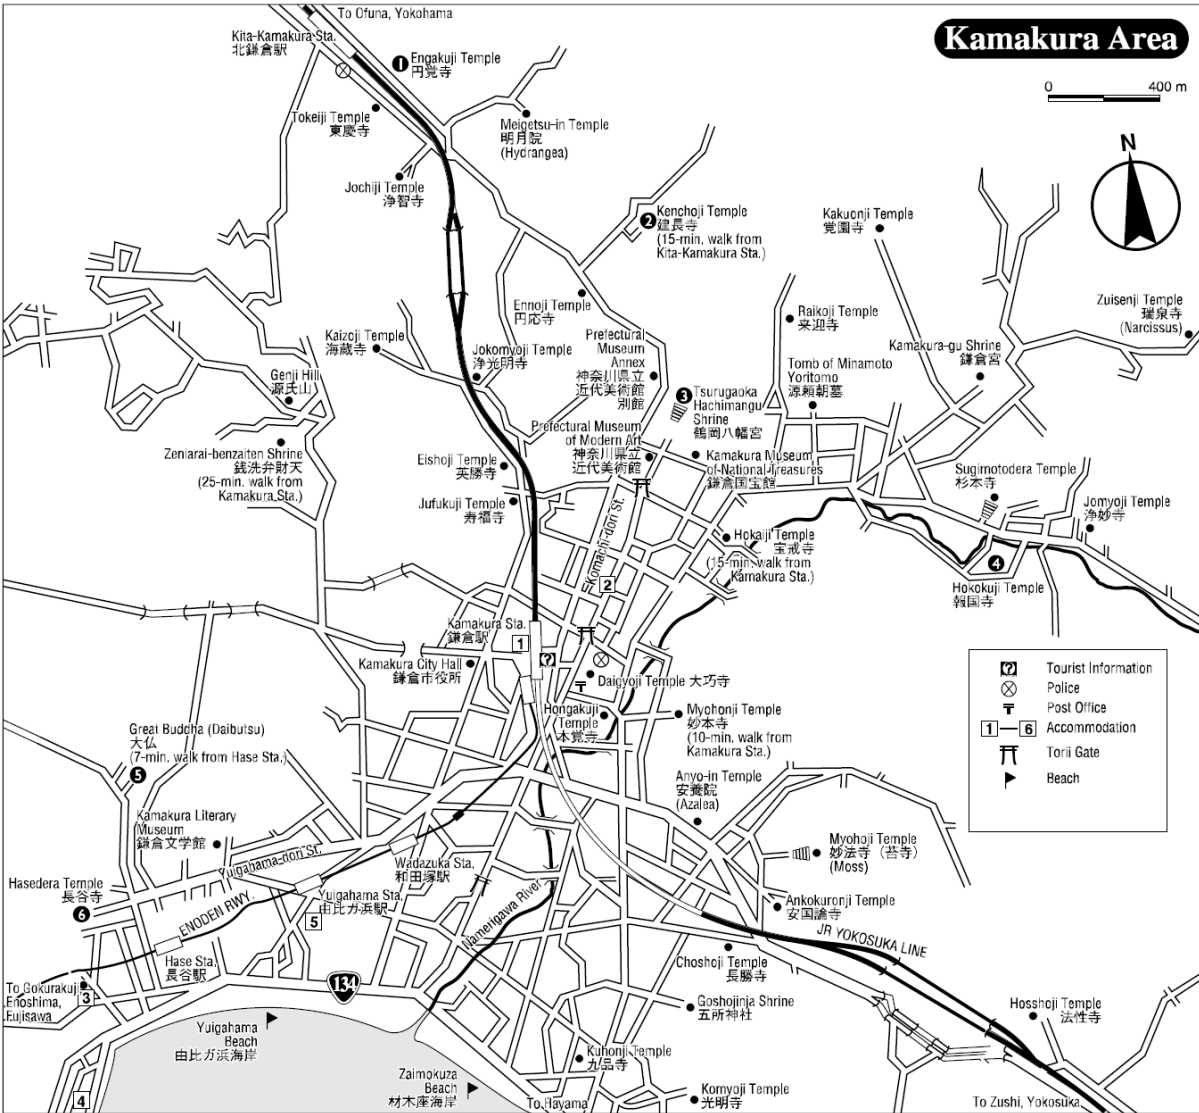 Kamakura Area
To Ofuna, Yokohama
0 400 m
N
Kita-Kamakura Sta.
北鎌倉駅
1
Engakuji Temple
円覚寺
Tokeiji Temple
東慶寺
Meigetsu-in Temple
明月院
(Hydrangea)
Jochiji Temple
浄智寺
2
Kenchoji Temple
建長寺
(15-min. walk from
Kita-Kamakura Sta.)
Kakuonji Temple
覚園寺
Ennoji Temple
円応寺
Raikoji Temple
来迎寺
Zuisenji Temple
瑞泉寺
(Narcissus)
Kaizoji Temple
海蔵寺
Jokomyoji Temple
浄光明寺
Prefectural
Museum
Annex
神奈川県立
近代美術館
別館
Kamakura-gu Shrine
鎌倉宮
Tomb of Minamoto
Yoritomo
源頼朝墓
Genji Hill
源氏山
3
Tsurugaoka
Hachimangu
Shrine
鶴岡八幡宮
Prefectural Museum
of Modern Art
神奈川県立
近代美術館
Zeniarai-benzaiten Shrine
銭洗弁財天
(25-min. walk from
Kamakura Sta.)
Eishoji Temple
英勝寺
Kamakura Museum
of National Treasures
鎌倉国宝館
Sugimotodera Temple
杉本寺
Jufukuji Temple
寿福寺
Jomyoji Temple
浄妙寺
Komachi-dori St.
Hokaiji Temple
宝戒寺
(15-min. walk from
Kamakura Sta.)
4
Hokokuji Temple
報国寺
2
Kamakura Sta.
鎌倉駅
1
?
Kamakura City Hall
鎌倉市役所
Daigyoji Temple 大巧寺
Hongakuji
Temple
本覚寺
Myohonji Temple
妙本寺
(10-min. walk from
Kamakura Sta.)
? Tourist Information
Police
Post Office
1 6 Accommodation
Torii Gate
Beach
Great Buddha (Daibutsu)
大仏
(7-min. walk from Hase Sta.)
5
Anyo-in Temple
安養院
(Azalea)
Kamakura Literary
Museum
鎌倉文学館
Yuigahama-dori St.
Wadazuka Sta.
和田塚駅
Myohoji Temple
妙法寺(苔寺)
(Moss)
Hasedera Temple
長谷寺
6
ENODEN RWY.
Yuigahama Sta.
由比ガ浜駅
5
Namerigawa River
Ankokuronji Temple
安国論寺
JR YOKOSUKA LINE
Hase Sta.
長谷駅
Choshoji Temple
長勝寺
To Gokurakuji,
Enoshima,
Fujisawa
3
134
Goshojinja Shrine
五所神社
Hosshoji Temple
法性寺
Yuigahama
Beach
由比ガ浜海岸
Kuhonji Temple
九品寺
Zaimokuza
Beach
材木座海岸
4
To Hayama
Komyoji Temple
光明寺
To Zushi, Yokosuka